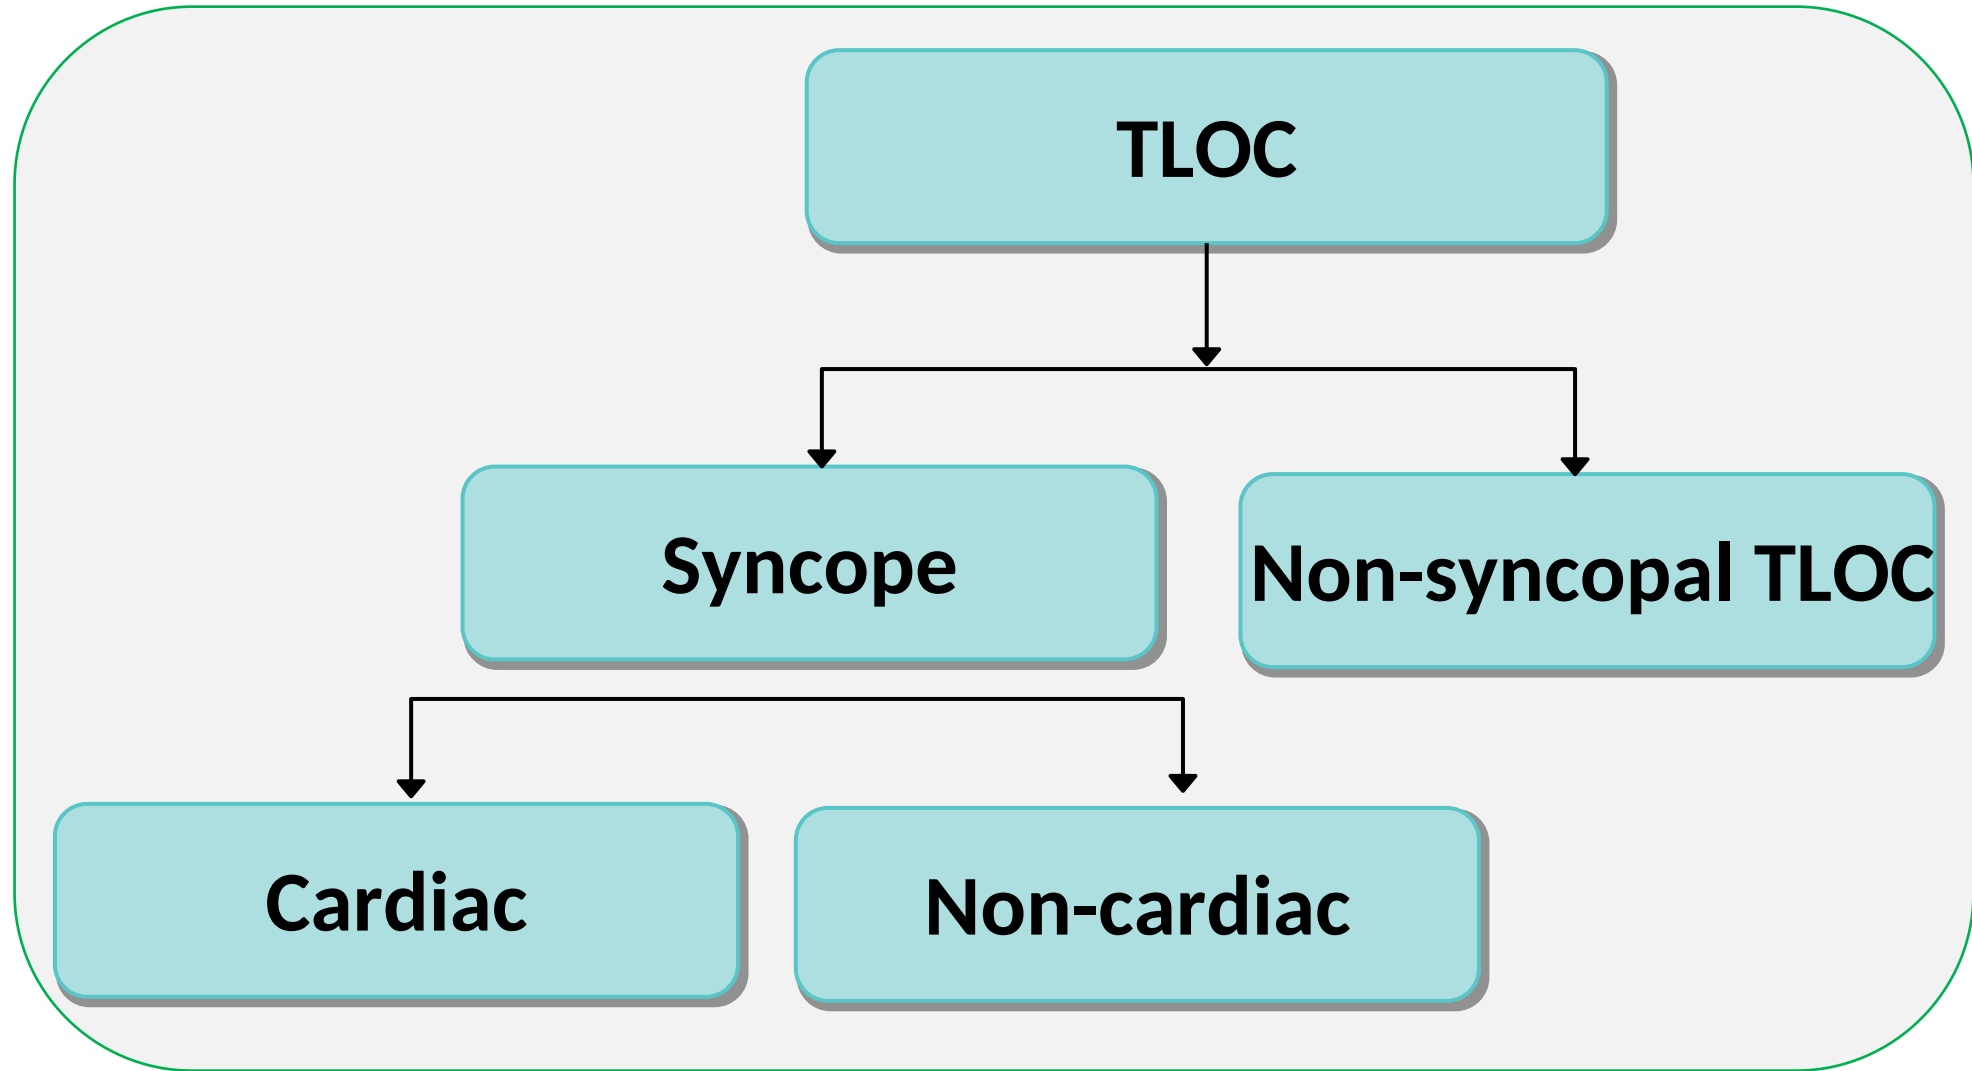 TLOC
Syncope
Non-syncopal TLOC
Cardiac
Non-cardiac